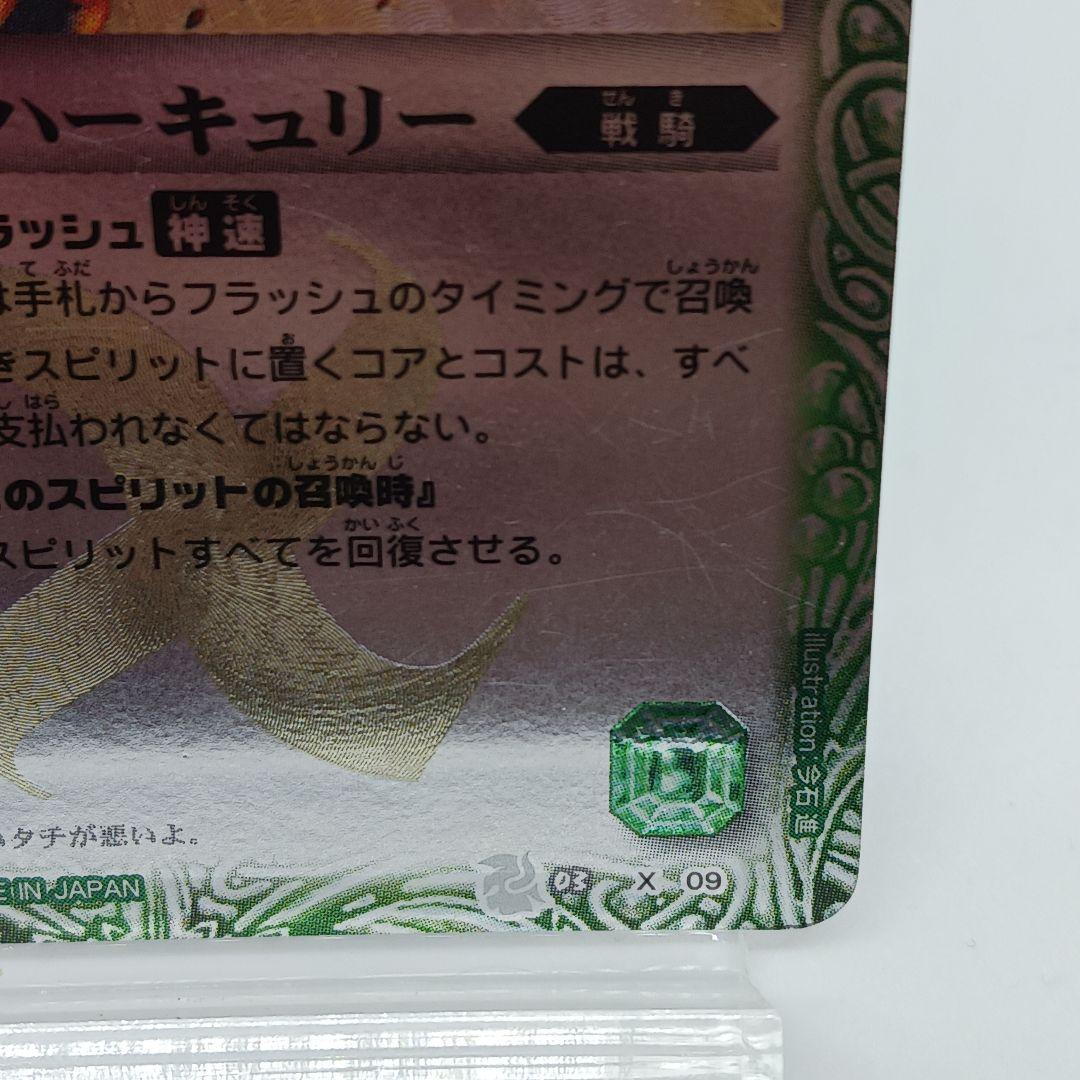 ハーキュリー
せん き
戦騎
ラッシュ 神速
しん そく
て ふだ しょうかん
は手札からフラッシュのタイミングで召喚
お
きスピリットに置くコアとコストは、すべ
し はら
支払われなくてはならない。
しょうかん じ
のスピリットの召喚時』
かい ふく
スピリットすべてを回復させる。
illustration:今石 進
タチが悪いよ。
E IN JAPAN
03 X 09